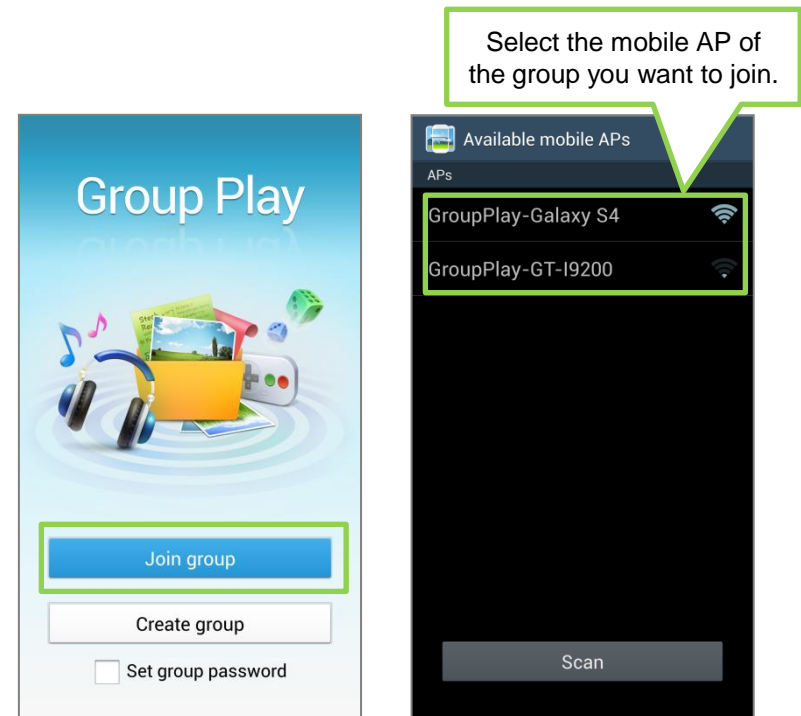 Select the mobile AP of
the group you want to join.
Group Play
Join group
Create group
Set group password
Available mobile APs
APs
GroupPlay-Galaxy S4
GroupPlay-GT-I9200
Scan